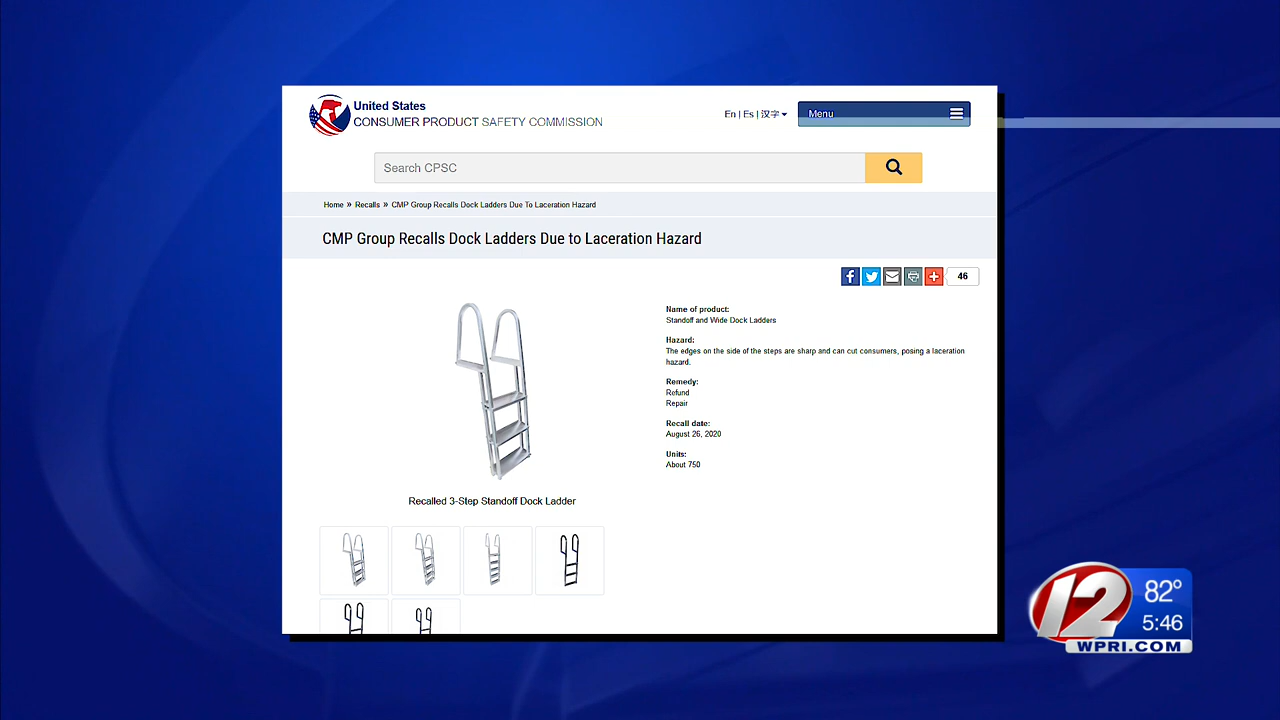 United States
CONSUMER PRODUCT SAFETY COMMISSION
En | Es | 汉字
Menu
Search CPSC
Home » Recalls » CMP Group Recalls Dock Ladders Due To Laceration Hazard
CMP Group Recalls Dock Ladders Due to Laceration Hazard
46
Name of product:
Standoff and Wide Dock Ladders
Hazard:
The edges on the side of the steps are sharp and can cut consumers, posing a laceration
hazard.
Remedy:
Refund
Repair
Recall date:
August 26, 2020
Units:
About 750
Recalled 3-Step Standoff Dock Ladder
12
82°
5:46
WPRI.COM